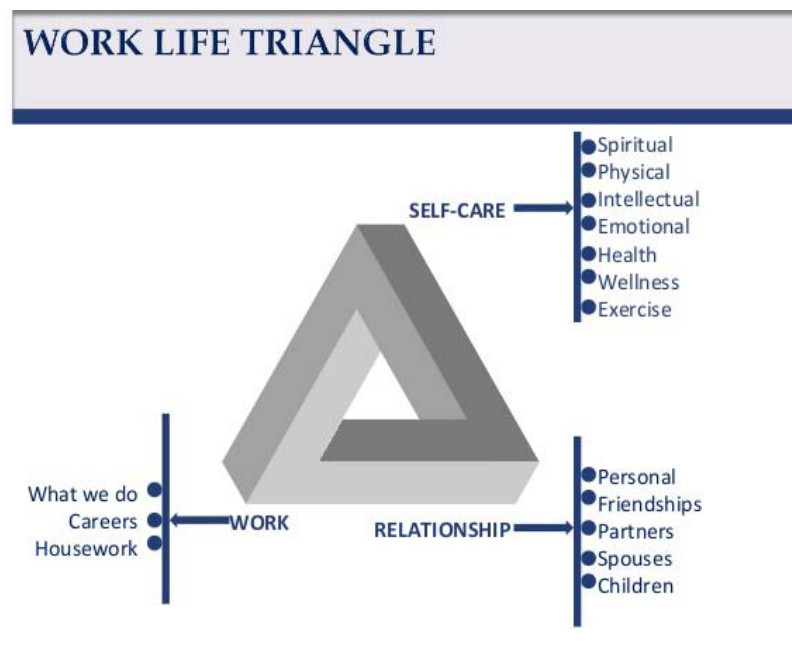 WORK LIFE TRIANGLE
SELF-CARE
Spiritual
Physical
Intellectual
Emotional
Health
Wellness
Exercise
What we do
Careers
Housework
WORK
RELATIONSHIP
Personal
Friendships
Partners
Spouses
Children